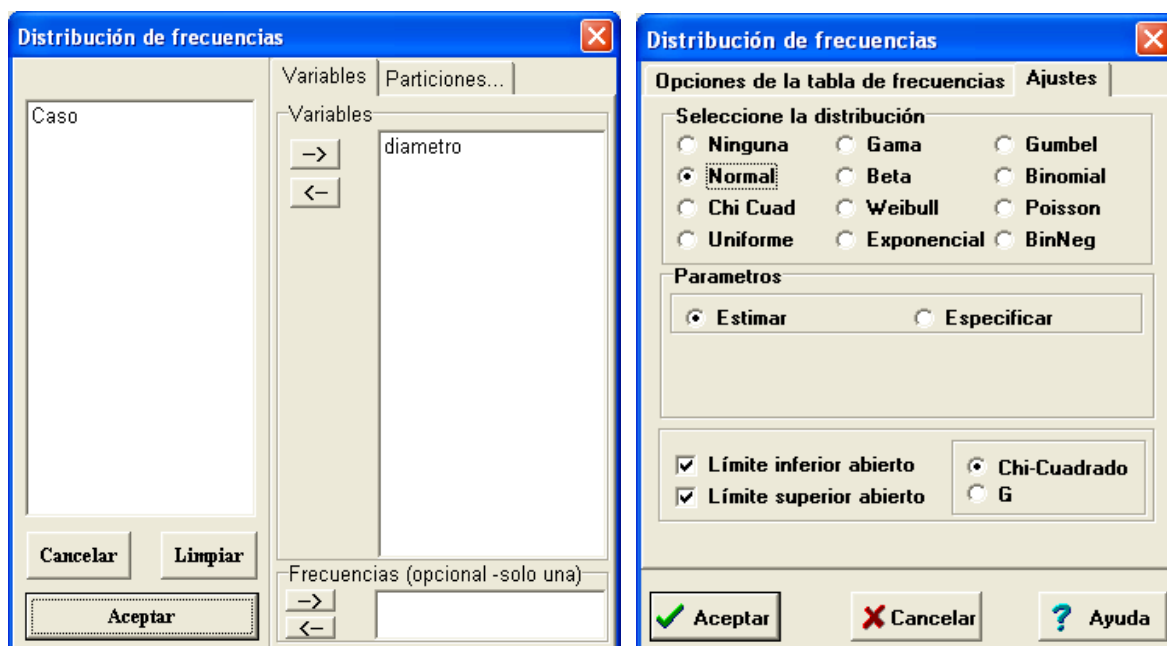 Distribución de frecuencias
Caso
Cancelar
Limpiar
Aceptar
Variables
Particiones...
Variables
-->
<--
diametro
Frecuencias (opcional -solo una)
-->
<--
Distribución de frecuencias
Opciones de la tabla de frecuencias
Ajustes
Seleccione la distribución
Ninguna
Gama
Gumbel
Normal
Beta
Binomial
Chi Cuad
Weibull
Poisson
Uniforme
Exponencial
BinNeg
Parametros
Estimar
Especificar
Límite inferior abierto
Límite superior abierto
Chi-Cuadrado
G
Aceptar
Cancelar
? Ayuda